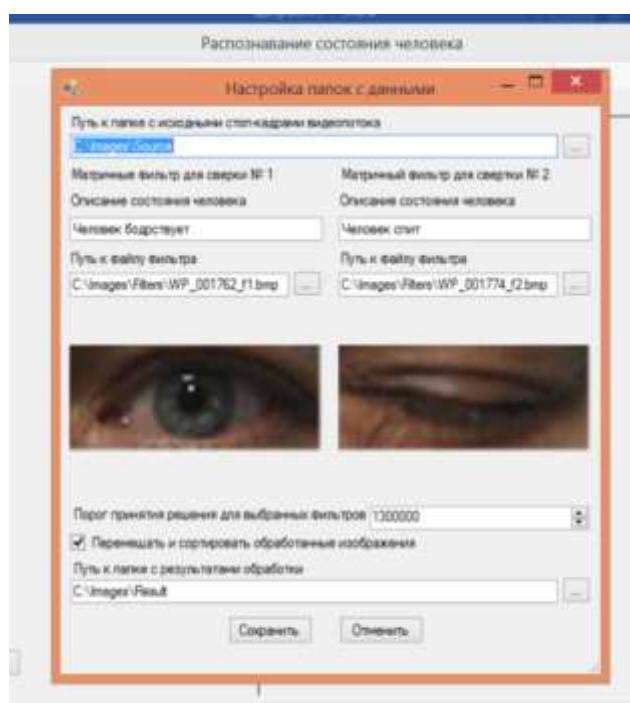 Распознавание состояния человека
Настройка папок с данными
Путь к папке с исходными стоп-кадрами видеопотока
C:\Images\Source
Матричные фильтр для сверки № 1
Матричный фильтр для свертки № 2
Описание состояния человека
Описание состояния человека
Человек бодрствует
Человек спит
Путь к файлу фильтра
Путь к файлу фильтра
C:\Images\Filters\WP_001762_f1.bmp
...
C:\Images\Filters\WP_001774_f2.bmp
...
Порог принятия решения для выбранных фильтров
1300000
Перемещать и сортировать обработанные изображения
Путь к папке с результатами обработки
C:\Images\Result
...
Сохранить
Отменить